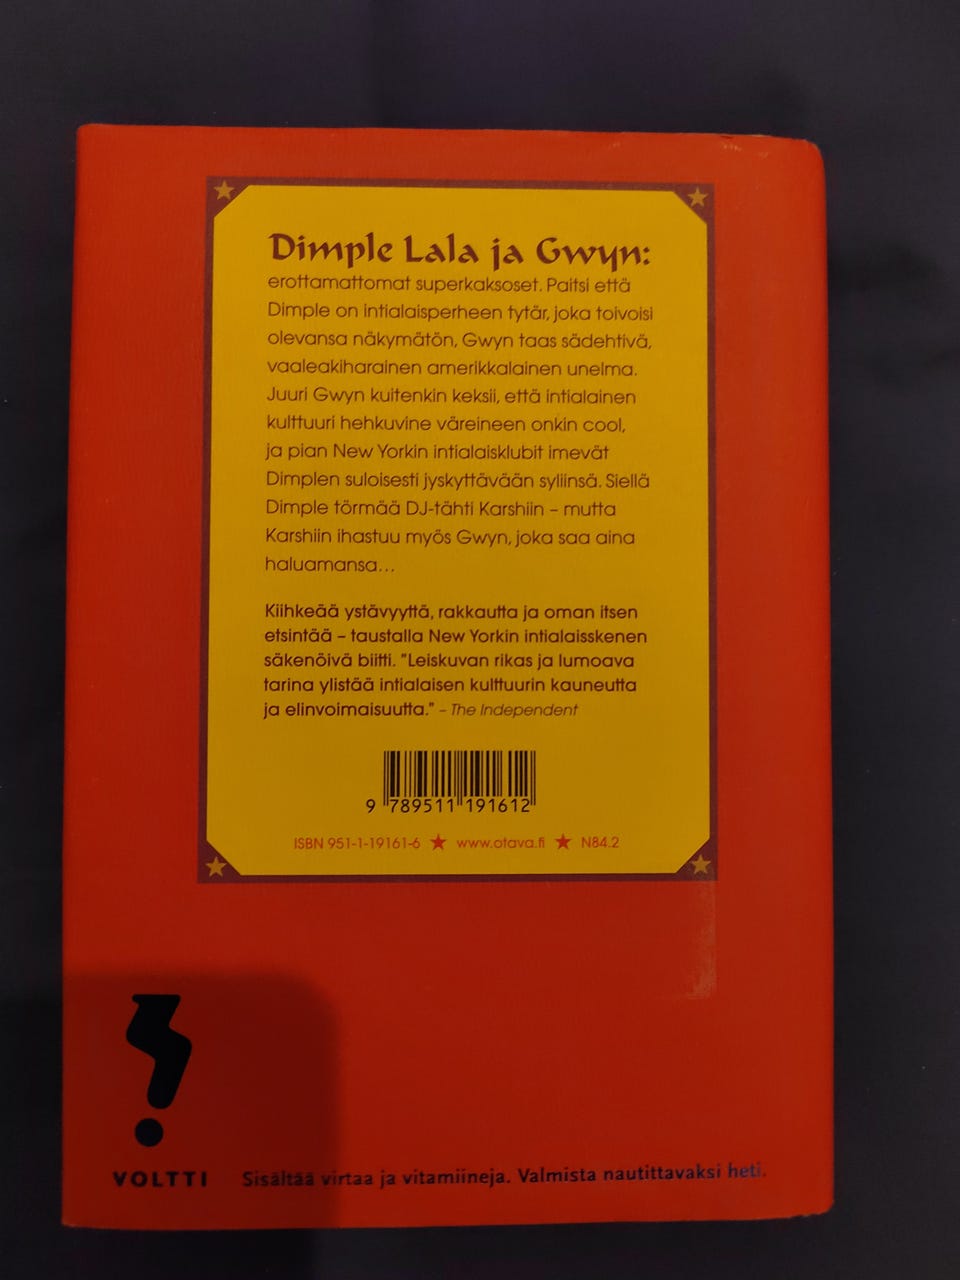 Dimple Lala ja Gwyn:
erottamattomat superkaksoset. Paitsi että
Dimple on intialaisperheen tytär, joka toivoisi
olevansa näkymätön, Gwyn taas sädehtivä,
vaaleakiharainen amerikkalainen unelma.
Juuri Gwyn kuitenkin keksii, että intialainen
kulttuuri hehkuvine väreineen onkin cool,
ja pian New Yorkin intialaisklubit imevät
Dimplen suloisesti jyskyttävään syliinsä. Siellä
Dimple törmää DJ-tähti Karshiin – mutta
Karshiin ihastuu myös Gwyn, joka saa aina
haluamansa...
Kiihkeää ystävyyttä, rakkautta ja oman itsen
etsintää – taustalla New Yorkin intialaisskenen
säkenöivä biitti. "Leiskuvan rikas ja lumoava
tarina ylistää intialaisen kulttuurin kauneutta
ja elinvoimaisuutta." – The Independent
9 789511 191612
ISBN 951-1-19161-6 ★ www.otava.fi ★ N84.2
VOLTTI Sisältää virtaa ja vitamiineja. Valmista nautittavaksi heti.